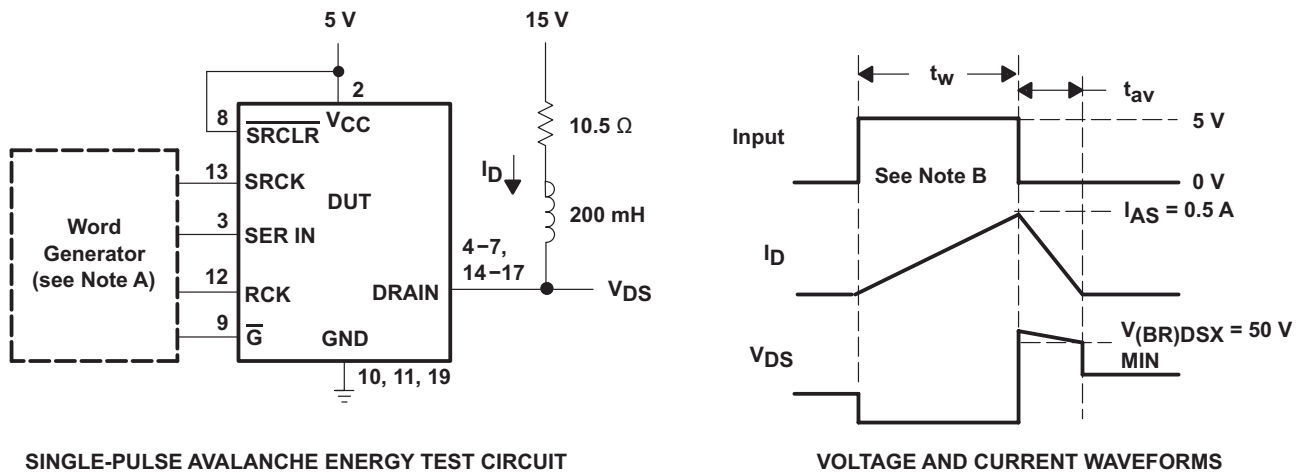 5 V
15 V
2
8
VCC
SRCLR
10.5 Ω
13
SRCK
ID
DUT
Word
Generator
(see Note A)
3
SER IN
200 mH
4–7,
14–17
12
RCK
DRAIN
VDS
9
G
GND
10, 11, 19
SINGLE-PULSE AVALANCHE ENERGY TEST CIRCUIT
tw
tav
Input
5 V
See Note B
0 V
IAS = 0.5 A
ID
V(BR)DSX = 50 V
MIN
VDS
VOLTAGE AND CURRENT WAVEFORMS